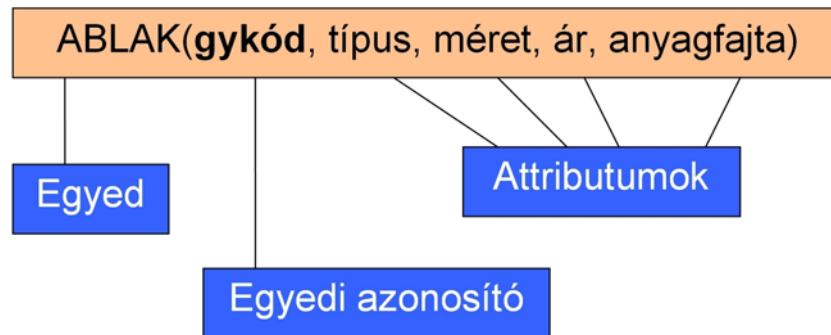 ABLAK(gykód, típus, méret, ár, anyagfajta)
Egyed
Attributumok
Egyedi azonosító